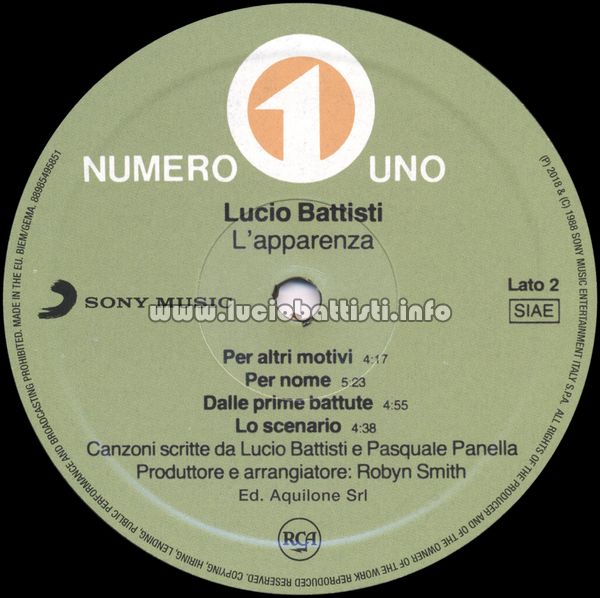 1
NUMERO UNO
Lucio Battisti
L'apparenza
SONY MUSIC
Lato 2
SIAE
www.luciobattisti.info
Per altri motivi 4:17
Per nome 5:23
Dalle prime battute 4:55
Lo scenario 4:38
Canzoni scritte da Lucio Battisti e Pasquale Panella
Produttore e arrangiatore: Robyn Smith
Ed. Aquilone Srl
RCA
(P) 2018 & (C) 1988 SONY MUSIC ENTERTAINMENT ITALY S.P.A. ALL RIGHTS OF THE PRODUCER AND OF THE OWNER OF THE WORK REPRODUCED RESERVED. COPYING, HIRING, LENDING, PUBLIC PERFORMANCE AND BROADCASTING PROHIBITED. MADE IN THE EU. BIEM/GEMA. 88985495851